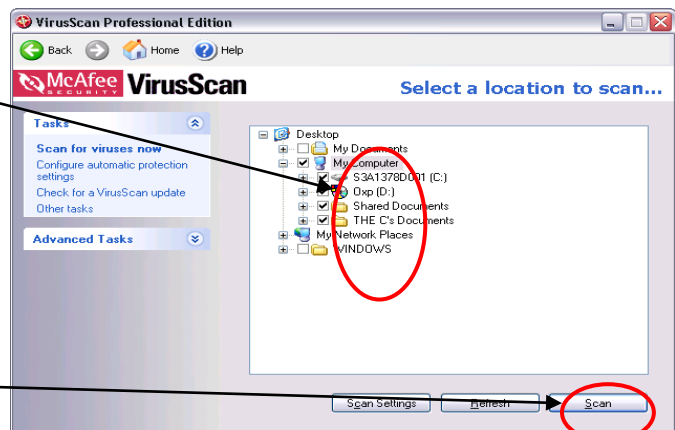 VirusScan Professional Edition
Back Home Help
McAfee SECURITY VirusScan
Select a location to scan...
Tasks
Scan for viruses now
Configure automatic protection
settings
Check for a VirusScan update
Other tasks
Advanced Tasks
Desktop
My Documents
My Computer
S3A1378D001 (C:)
Oxp (D:)
Shared Documents
THE C's Documents
My Network Places
WINDOWS
Scan Settings Refresh Scan